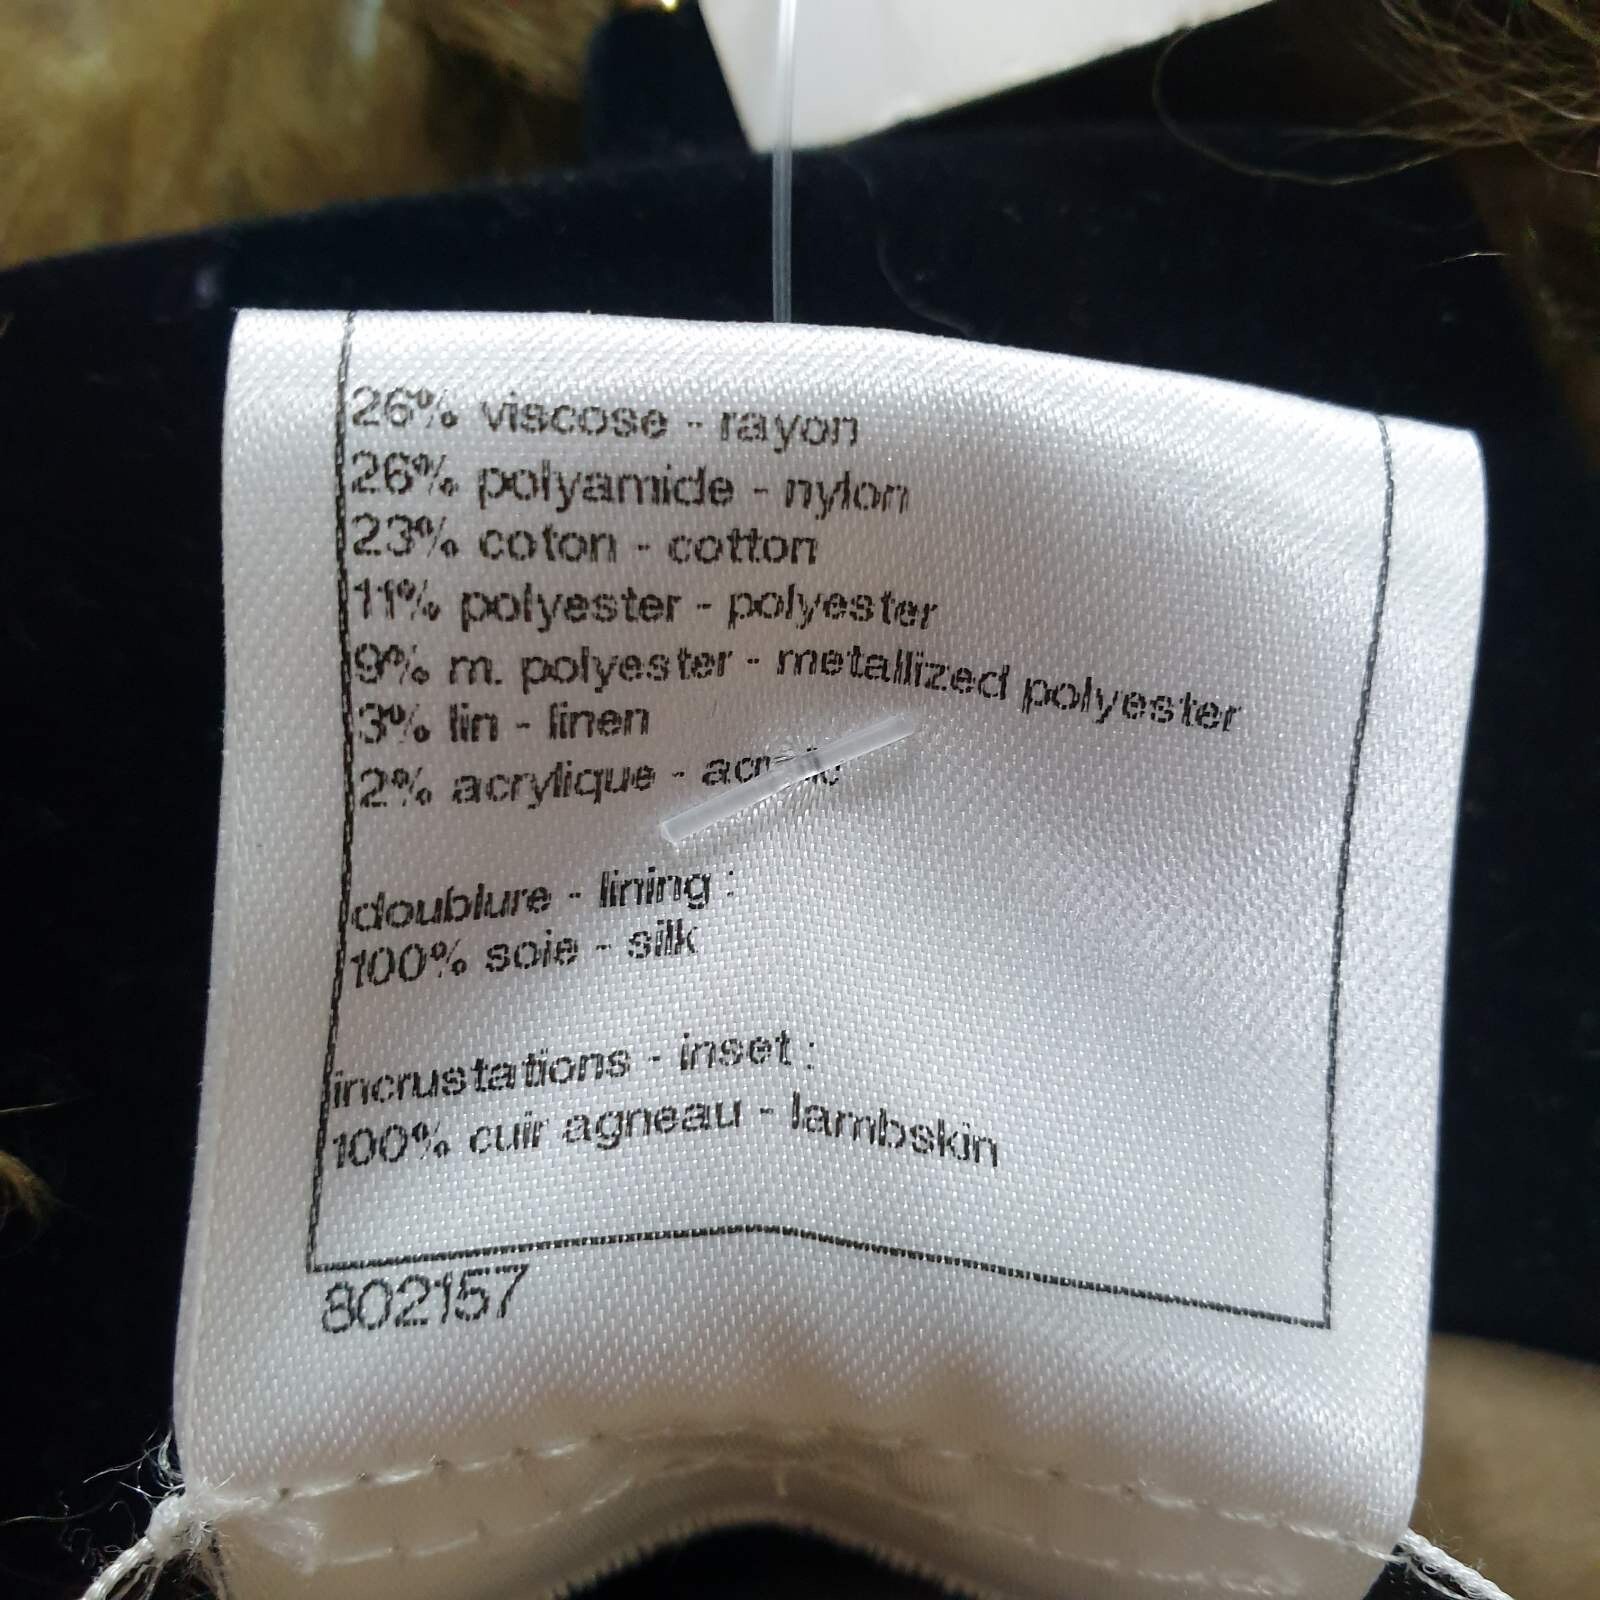 26% viscose - rayon
26% polyamide - nylon
23% coton - cotton
11% polyester - polyester
9% m. polyester - metallized polyester
3% lin - linen
2% acrylique -
doublure - lining :
100% soie - silk
incrustations - inset :
100% cuir agneau - lambskin
802157